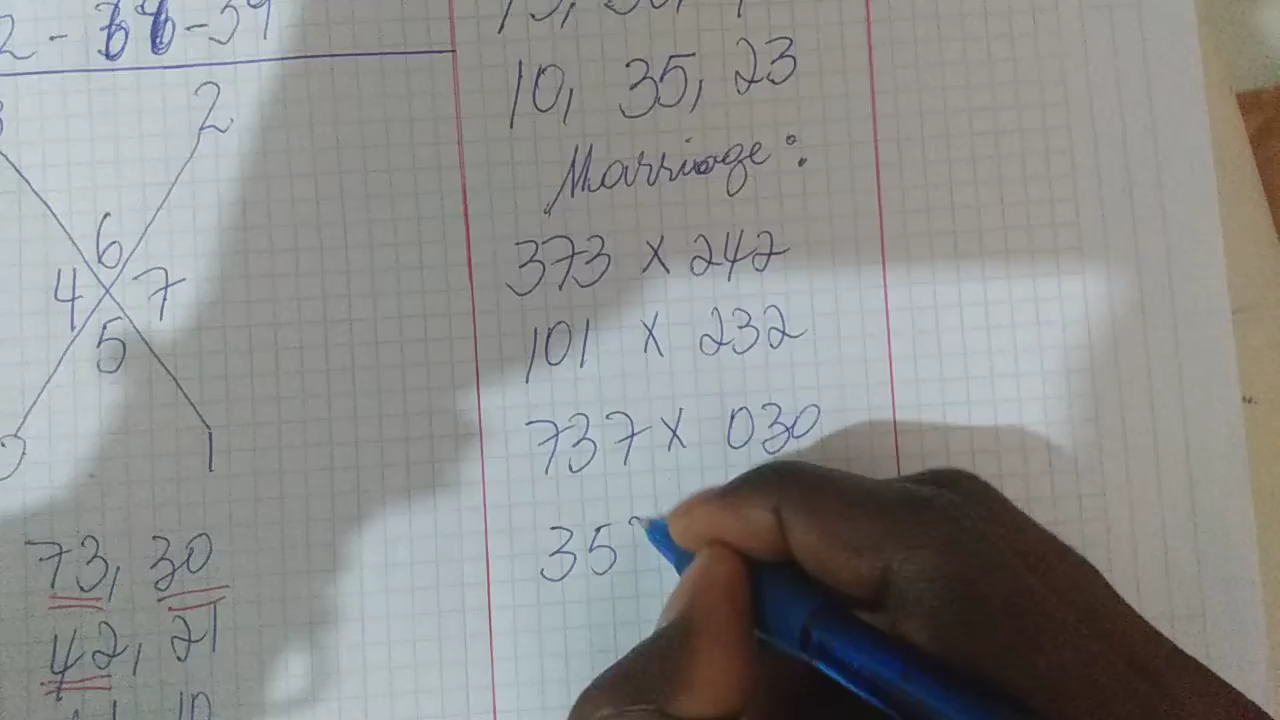 10, 35, 23
Marriage:
373 x 242
101 x 232
737 x 030
35
2
6
4 7
5
1
73, 30
42, 21
10